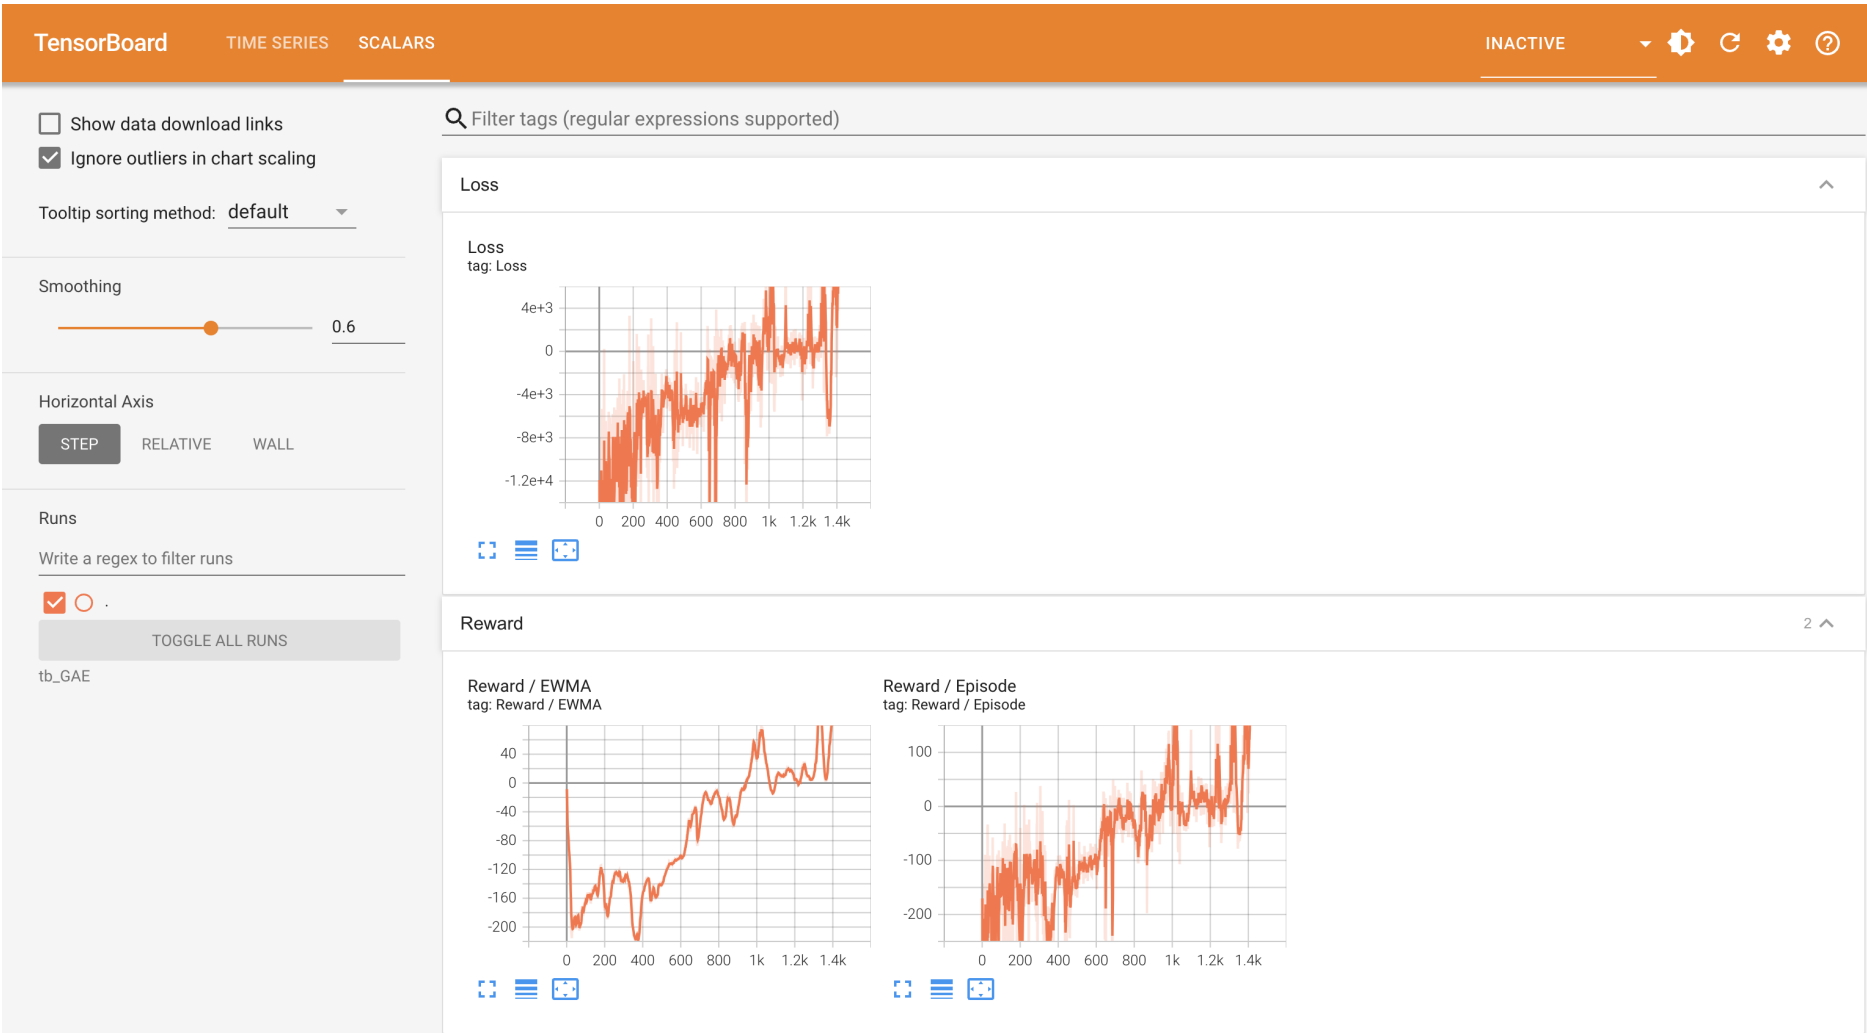 TensorBoard TIME SERIES SCALARS INACTIVE
Show data download links
Ignore outliers in chart scaling
Tooltip sorting method: default
Smoothing
0.6
Horizontal Axis
STEP RELATIVE WALL
Runs
Write a regex to filter runs
.
TOGGLE ALL RUNS
tb_GAE
Filter tags (regular expressions supported)
Loss
Loss
tag: Loss
4e+3
0
-4e+3
-8e+3
-1.2e+4
0 200 400 600 800 1k 1.2k 1.4k
Reward 2
Reward / EWMA
tag: Reward / EWMA
40
0
-40
-80
-120
-160
-200
0 200 400 600 800 1k 1.2k 1.4k
Reward / Episode
tag: Reward / Episode
100
0
-100
-200
0 200 400 600 800 1k 1.2k 1.4k